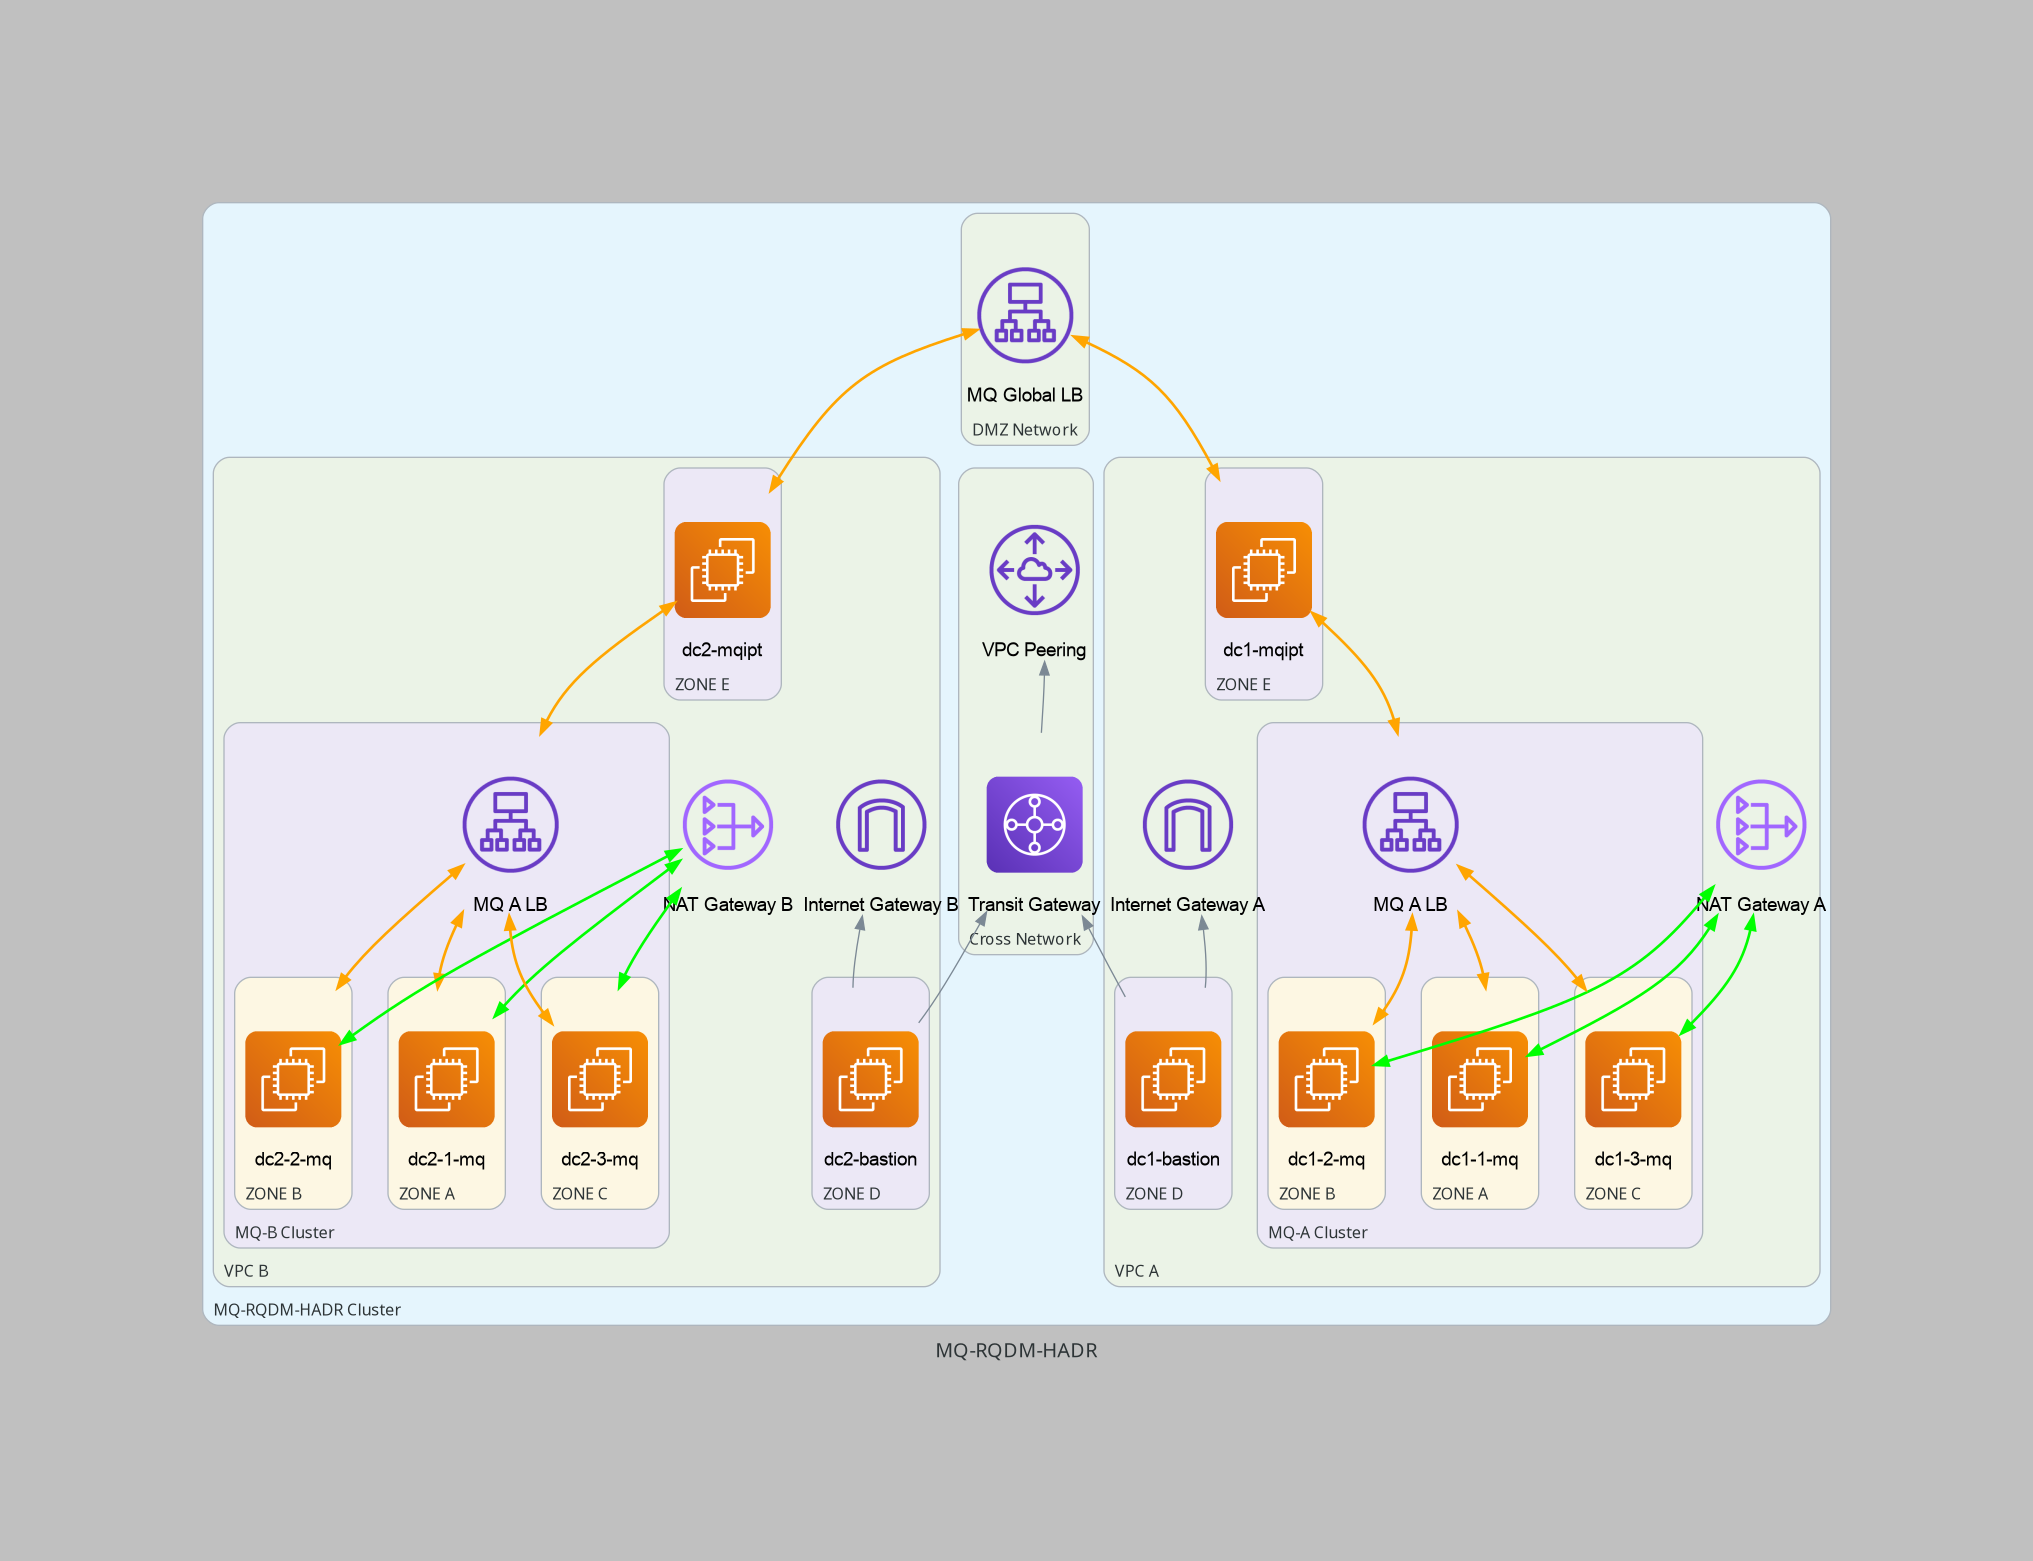 MQ Global LB
DMZ Network
dc2-mqipt
ZONE E
VPC Peering
dc1-mqipt
ZONE E
MQ A LB
NAT Gateway B
Internet Gateway B
Transit Gateway
Cross Network
Internet Gateway A
MQ A LB
NAT Gateway A
dc2-2-mq
ZONE B
dc2-1-mq
ZONE A
dc2-3-mq
ZONE C
MQ-B Cluster
dc2-bastion
ZONE D
VPC B
dc1-bastion
ZONE D
dc1-2-mq
ZONE B
dc1-1-mq
ZONE A
dc1-3-mq
ZONE C
MQ-A Cluster
VPC A
MQ-RQDM-HADR Cluster
MQ-RQDM-HADR